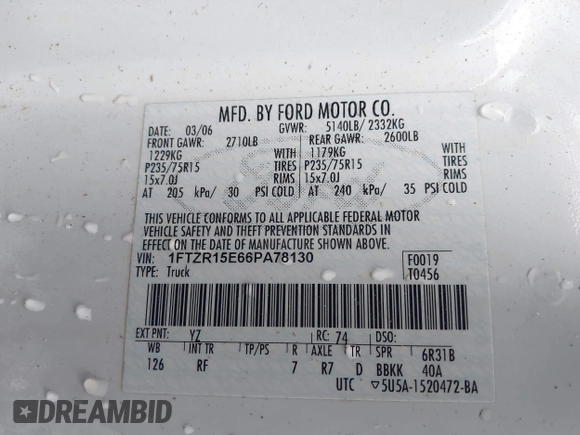 MFD. BY FORD MOTOR CO.
DATE: 03/06 GVWR: 5140LB/ 2332KG
FRONT GAWR: 2710LB REAR GAWR: 2600LB
1229KG WITH 1179KG WITH
P235/75R15 TIRES P235/75R15 TIRES
15x7.0J RIMS 15x7.0J RIMS
AT 205 kPa/ 30 PSI COLD AT 240 kPa/ 35 PSI COLD
THIS VEHICLE CONFORMS TO ALL APPLICABLE FEDERAL MOTOR
VEHICLE SAFETY AND THEFT PREVENTION STANDARDS IN
EFFECT ON THE DATE OF MANUFACTURE SHOWN ABOVE.
VIN: 1FTZR15E66PA78130 F0019
TYPE: Truck T0456
EXT PNT: YZ RC: 74 DSO:
WB INT TR TP/PS R AXLE TR SPR 6R31B
126 RF 7 R7 D BBKK 40A
UTC ▽5U5A-1520472-BA
DREAMBID